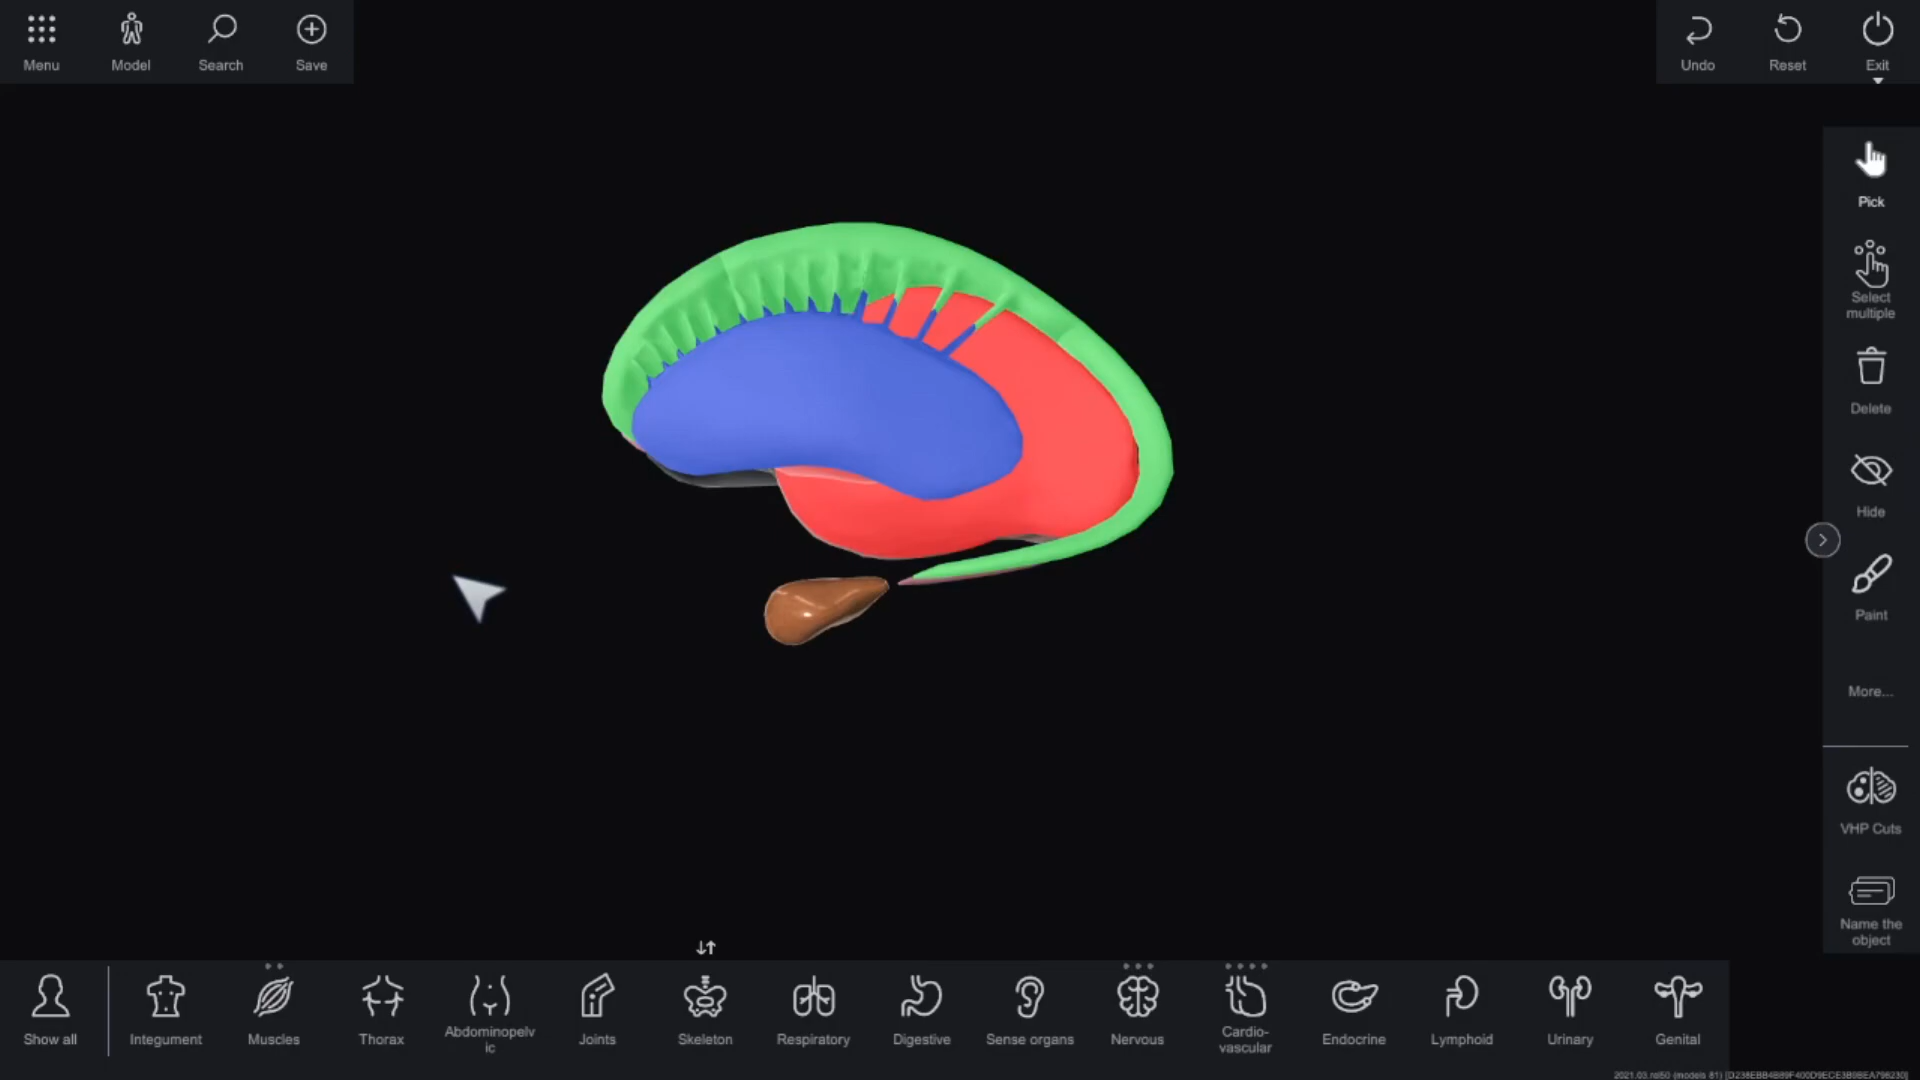 Menu
Model
Search
Save
Undo
Reset
Exit
Pick
Select
multiple
Delete
Hide
Paint
More...
VHP Cuts
Name the
object
Show all
Integument
Muscles
Thorax
Abdominopelv
ic
Joints
Skeleton
Respiratory
Digestive
Sense organs
Nervous
Cardio-
vascular
Endocrine
Lymphoid
Urinary
Genital